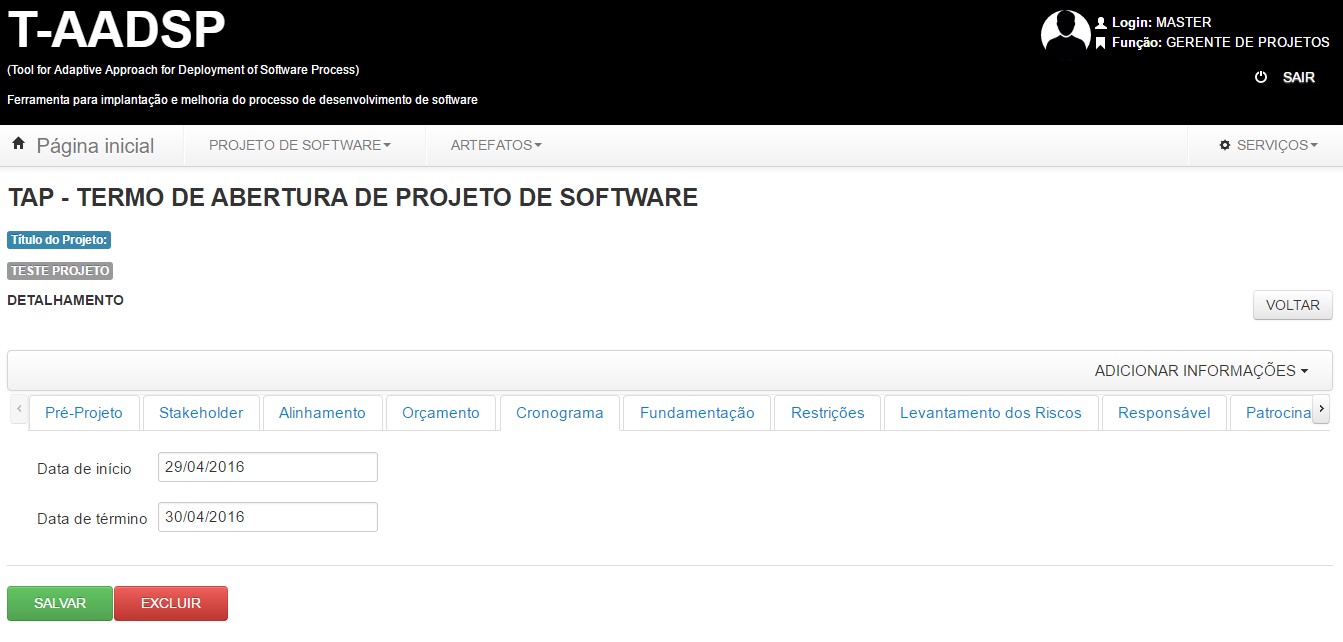 T-AADSP
(Tool for Adaptive Approach for Deployment of Software Process)
Ferramenta para implantação e melhoria do processo de desenvolvimento de software
Login: MASTER
Função: GERENTE DE PROJETOS
SAIR
Página inicial PROJETO DE SOFTWARE ARTEFATOS SERVIÇOS
TAP - TERMO DE ABERTURA DE PROJETO DE SOFTWARE
Título do Projeto:
TESTE PROJETO
DETALHAMENTO
VOLTAR
ADICIONAR INFORMAÇÕES
Pré-Projeto Stakeholder Alinhamento Orçamento Cronograma Fundamentação Restrições Levantamento dos Riscos Responsável Patrocina
Data de início 29/04/2016
Data de término 30/04/2016
SALVAR EXCLUIR